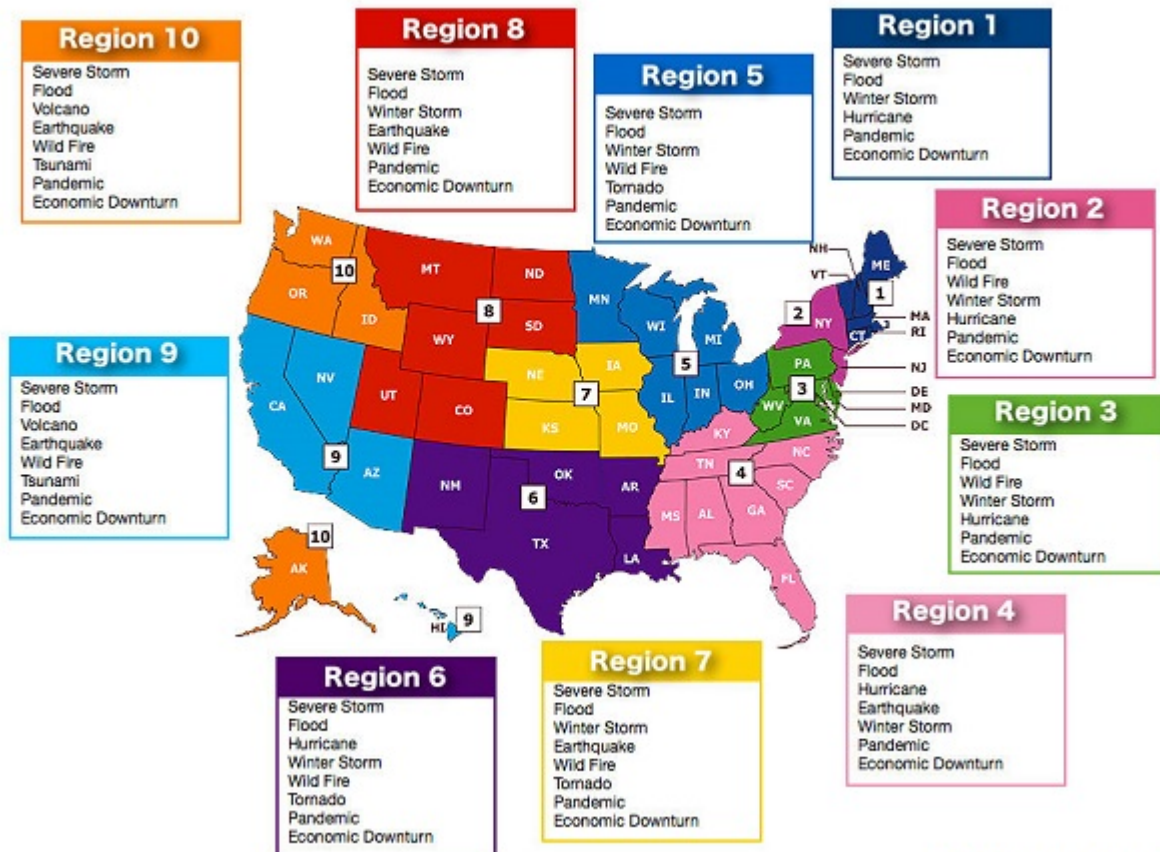 Region 10
Severe Storm
Flood
Volcano
Earthquake
Wild Fire
Tsunami
Pandemic
Economic Downturn
Region 8
Severe Storm
Flood
Winter Storm
Earthquake
Wild Fire
Pandemic
Economic Downturn
Region 5
Severe Storm
Flood
Winter Storm
Wild Fire
Tornado
Pandemic
Economic Downturn
Region 1
Severe Storm
Flood
Winter Storm
Hurricane
Pandemic
Economic Downturn
Region 2
Severe Storm
Flood
Wild Fire
Winter Storm
Hurricane
Pandemic
Economic Downturn
Region 9
Severe Storm
Flood
Volcano
Earthquake
Wild Fire
Tsunami
Pandemic
Economic Downturn
Region 3
Severe Storm
Flood
Wild Fire
Winter Storm
Hurricane
Pandemic
Economic Downturn
WA
10
OR
ID
MT
ND
8
SD
WY
UT
CO
MN
WI
MI
5
IL
IN
OH
NH
VT
ME
1
2
NY
MA
RI
CT
NJ
PA
3
DE
MD
DC
WV
VA
NV
CA
9
AZ
NE
IA
7
KS
MO
KY
TN
NC
4
SC
MS
AL
GA
FL
NM
OK
AR
6
TX
LA
10
AK
HI
9
Region 6
Severe Storm
Flood
Hurricane
Winter Storm
Wild Fire
Tornado
Pandemic
Economic Downturn
Region 7
Severe Storm
Flood
Winter Storm
Earthquake
Wild Fire
Tornado
Pandemic
Economic Downturn
Region 4
Severe Storm
Flood
Hurricane
Earthquake
Winter Storm
Pandemic
Economic Downturn